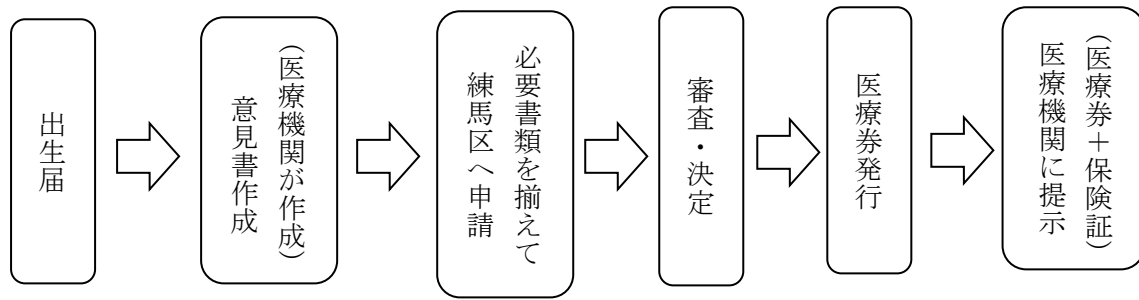 出生届
（医療機関が作成）
意見書作成
必要書類を揃えて
練馬区へ申請
審査・決定
医療券発行
（医療券＋保険証）
医療機関に提示